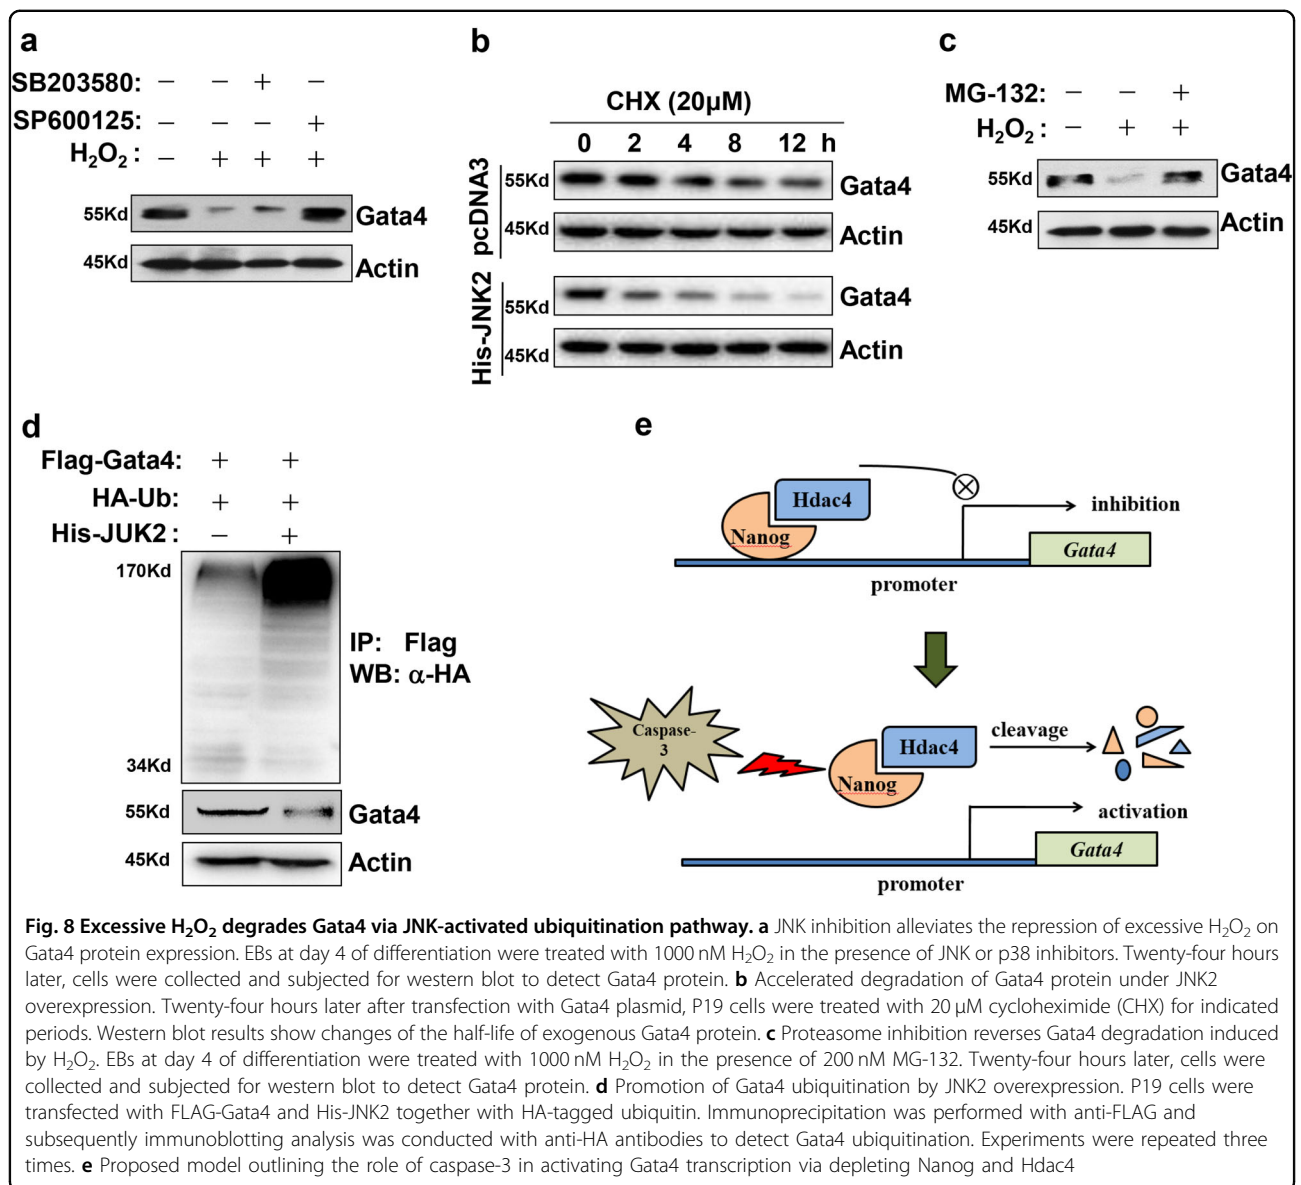 a
SB203580: − − + −
SP600125: − − − +
H₂O₂ : − + + +
55Kd Gata4
45Kd Actin
b
CHX (20µM)
0 2 4 8 12 h
pcDNA3
55Kd Gata4
45Kd Actin
His-JNK2
55Kd Gata4
45Kd Actin
c
MG-132: − − +
H₂O₂ : − + +
55Kd Gata4
45Kd Actin
d
Flag-Gata4: + +
HA-Ub: + +
His-JUK2 : − +
170Kd
IP: Flag
WB: α-HA
34Kd
55Kd Gata4
45Kd Actin
e
Hdac4
Nanog
inhibition
Gata4
promoter
Caspase-
3
Hdac4
Nanog
cleavage
activation
Gata4
promoter
Fig. 8 Excessive H₂O₂ degrades Gata4 via JNK-activated ubiquitination pathway. a JNK inhibition alleviates the repression of excessive H₂O₂ on
Gata4 protein expression. EBs at day 4 of differentiation were treated with 1000 nM H₂O₂ in the presence of JNK or p38 inhibitors. Twenty-four hours
later, cells were collected and subjected for western blot to detect Gata4 protein. b Accelerated degradation of Gata4 protein under JNK2
overexpression. Twenty-four hours later after transfection with Gata4 plasmid, P19 cells were treated with 20 µM cycloheximide (CHX) for indicated
periods. Western blot results show changes of the half-life of exogenous Gata4 protein. c Proteasome inhibition reverses Gata4 degradation induced
by H₂O₂. EBs at day 4 of differentiation were treated with 1000 nM H₂O₂ in the presence of 200 nM MG-132. Twenty-four hours later, cells were
collected and subjected for western blot to detect Gata4 protein. d Promotion of Gata4 ubiquitination by JNK2 overexpression. P19 cells were
transfected with FLAG-Gata4 and His-JNK2 together with HA-tagged ubiquitin. Immunoprecipitation was performed with anti-FLAG and
subsequently immunoblotting analysis was conducted with anti-HA antibodies to detect Gata4 ubiquitination. Experiments were repeated three
times. e Proposed model outlining the role of caspase-3 in activating Gata4 transcription via depleting Nanog and Hdac4